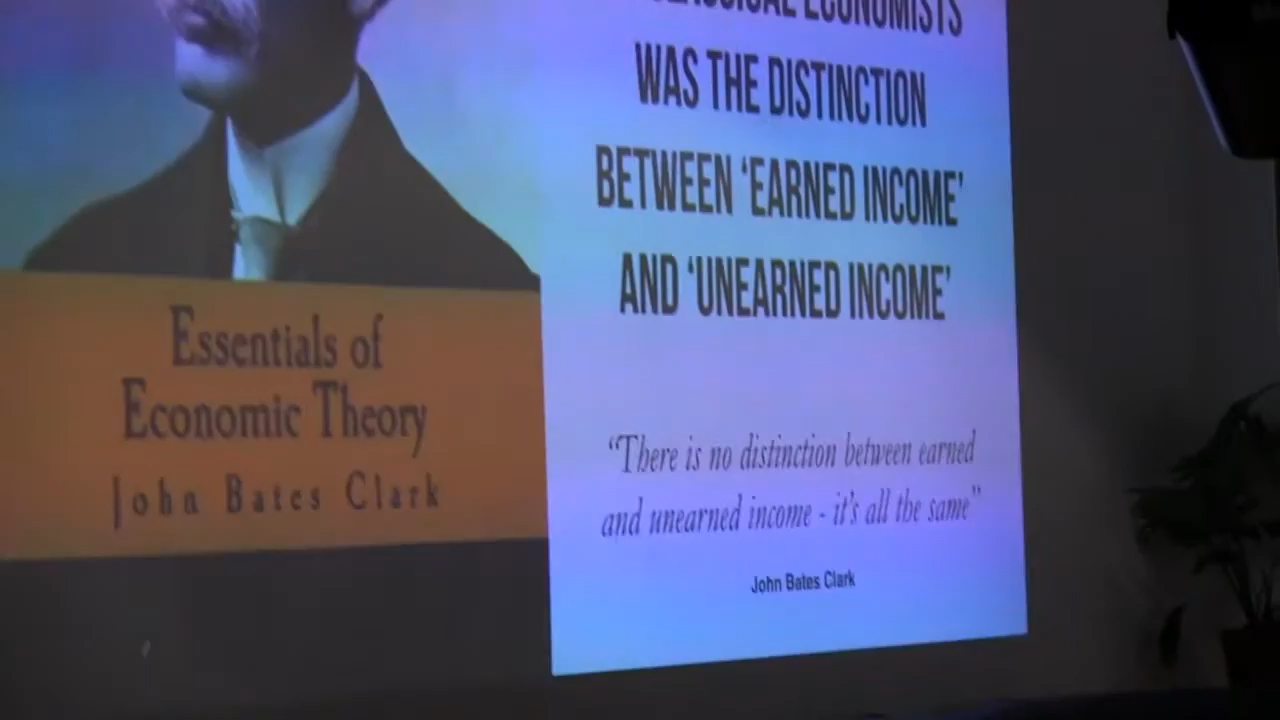 Essentials of
Economic Theory
John Bates Clark
ECONOMISTS
WAS THE DISTINCTION
BETWEEN ‘EARNED INCOME’
AND ‘UNEARNED INCOME’
“There is no distinction between earned
and unearned income - it's all the same”
John Bates Clark